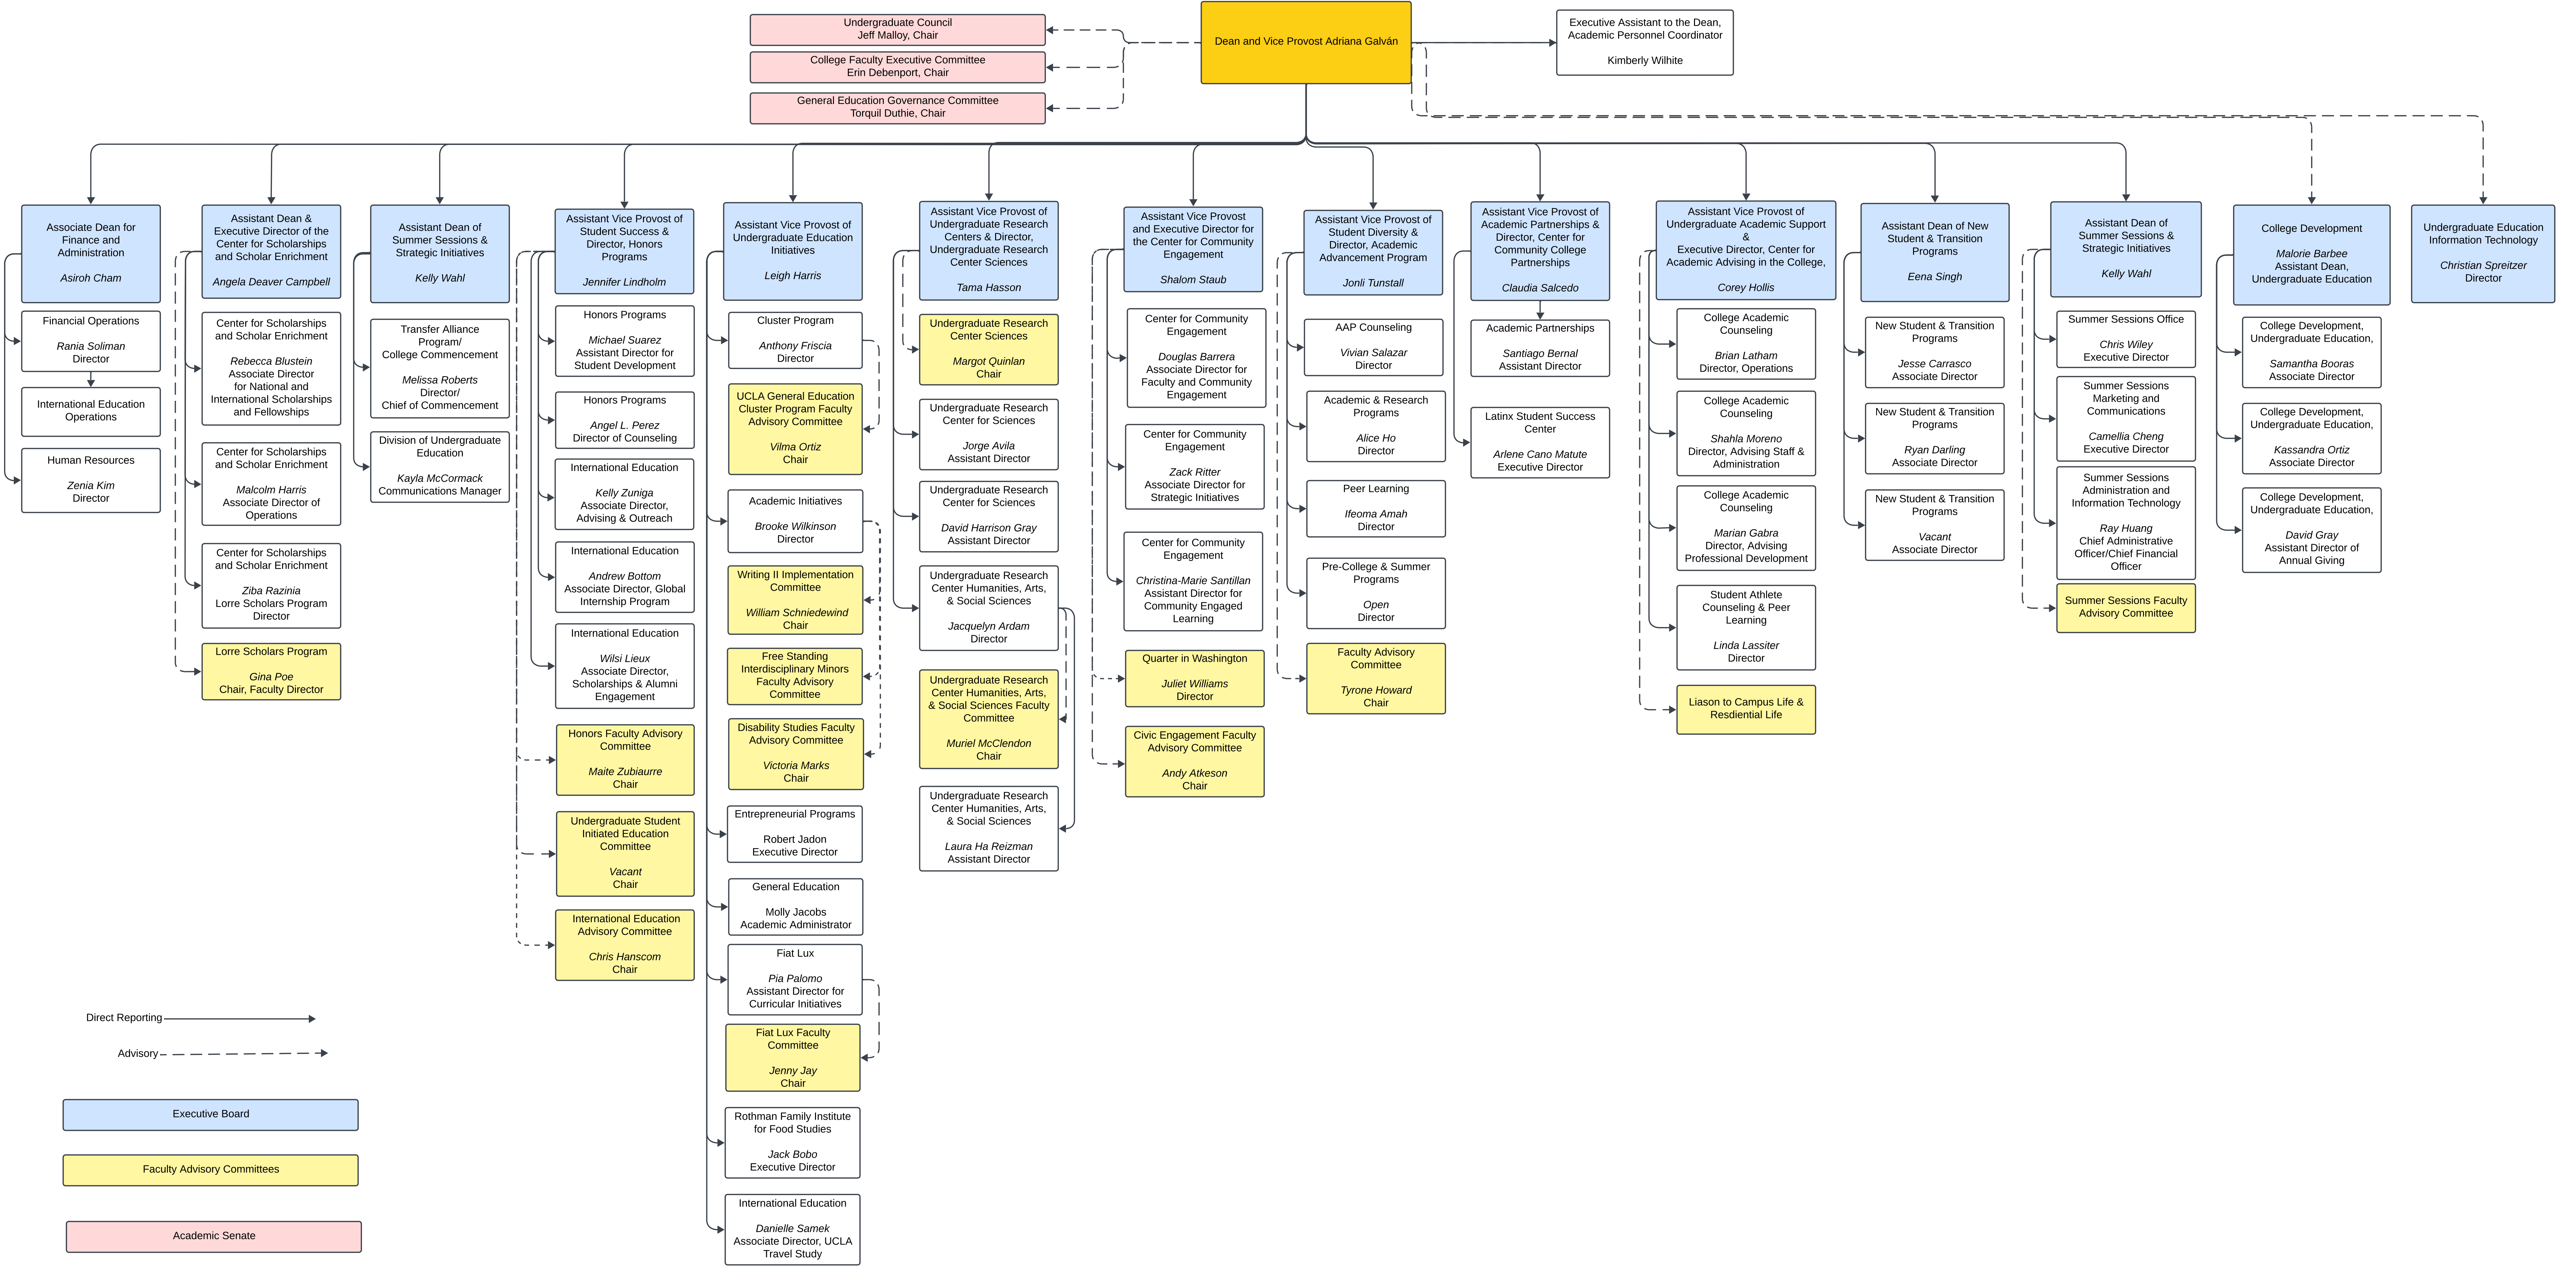 Undergraduate Council
Jeff Malloy, Chair
College Faculty Executive Committee
Erin Debenport, Chair
General Education Governance Committee
Torquil Duthie, Chair
Dean and Vice Provost Adriana Galván
Executive Assistant to the Dean,
Academic Personnel Coordinator
Kimberly Wilhite
Associate Dean for
Finance and
Administration
Asiroh Cham
Financial Operations
Rania Soliman
Director
International Education
Operations
Human Resources
Zenia Kim
Director
Assistant Dean &
Executive Director of the
Center for Scholarships
and Scholar Enrichment
Angela Deaver Campbell
Center for Scholarships
and Scholar Enrichment
Rebecca Blustein
Associate Director
for National and
International Scholarships
and Fellowships
Center for Scholarships
and Scholar Enrichment
Malcolm Harris
Associate Director of
Operations
Center for Scholarships
and Scholar Enrichment
Ziba Razinia
Lorre Scholars Program
Director
Lorre Scholars Program
Gina Poe
Chair, Faculty Director
Assistant Dean of
Summer Sessions &
Strategic Initiatives
Kelly Wahl
Transfer Alliance
Program/
College Commencement
Melissa Roberts
Director/
Chief of Commencement
Division of Undergraduate
Education
Kayla McCormack
Communications Manager
Assistant Vice Provost of
Student Success &
Director, Honors
Programs
Jennifer Lindholm
Honors Programs
Michael Suarez
Assistant Director for
Student Development
Honors Programs
Angel L. Perez
Director of Counseling
International Education
Kelly Zuniga
Associate Director,
Advising & Outreach
International Education
Andrew Bottom
Associate Director, Global
Internship Program
International Education
Wilsi Lieux
Associate Director,
Scholarships & Alumni
Engagement
Honors Faculty Advisory
Committee
Maite Zubiaurre
Chair
Undergraduate Student
Initiated Education
Committee
Vacant
Chair
International Education
Advisory Committee
Chris Hanscom
Chair
Assistant Vice Provost of
Undergraduate Education
Initiatives
Leigh Harris
Cluster Program
Anthony Friscia
Director
UCLA General Education
Cluster Program Faculty
Advisory Committee
Vilma Ortiz
Chair
Academic Initiatives
Brooke Wilkinson
Director
Writing II Implementation
Committee
William Schniedewind
Chair
Free Standing
Interdisciplinary Minors
Faculty Advisory
Committee
Disability Studies Faculty
Advisory Committee
Victoria Marks
Chair
Entrepreneurial Programs
Robert Jadon
Executive Director
General Education
Molly Jacobs
Academic Administrator
Fiat Lux
Pia Palomo
Assistant Director for
Curricular Initiatives
Fiat Lux Faculty
Committee
Jenny Jay
Chair
Rothman Family Institute
for Food Studies
Jack Bobo
Executive Director
International Education
Danielle Samek
Associate Director, UCLA
Travel Study
Assistant Vice Provost of
Undergraduate Research
Centers & Director,
Undergraduate Research
Center Sciences
Tama Hasson
Undergraduate Research
Center Sciences
Margot Quinlan
Chair
Undergraduate Research
Center for Sciences
Jorge Avila
Assistant Director
Undergraduate Research
Center for Sciences
David Harrison Gray
Assistant Director
Undergraduate Research
Center Humanities, Arts,
& Social Sciences
Jacquelyn Ardam
Director
Undergraduate Research
Center Humanities, Arts,
& Social Sciences Faculty
Committee
Muriel McClendon
Chair
Undergraduate Research
Center Humanities, Arts,
& Social Sciences
Laura Ha Reizman
Assistant Director
Assistant Vice Provost
and Executive Director for
the Center for Community
Engagement
Shalom Staub
Center for Community
Engagement
Douglas Barrera
Associate Director for
Faculty and Community
Engagement
Center for Community
Engagement
Zack Ritter
Associate Director for
Strategic Initiatives
Center for Community
Engagement
Christina-Marie Santillan
Assistant Director for
Community Engaged
Learning
Quarter in Washington
Juliet Williams
Director
Civic Engagement Faculty
Advisory Committee
Andy Atkeson
Chair
Assistant Vice Provost of
Student Diversity &
Director, Academic
Advancement Program
Jonli Tunstall
AAP Counseling
Vivian Salazar
Director
Academic & Research
Programs
Alice Ho
Director
Peer Learning
Ifeoma Amah
Director
Pre-College & Summer
Programs
Open
Director
Faculty Advisory
Committee
Tyrone Howard
Chair
Assistant Vice Provost of
Academic Partnerships &
Director, Center for
Community College
Partnerships
Claudia Salcedo
Academic Partnerships
Santiago Bernal
Assistant Director
Latinx Student Success
Center
Arlene Cano Matute
Executive Director
Assistant Vice Provost of
Undergraduate Academic Support
&
Executive Director, Center for
Academic Advising in the College,
Corey Hollis
College Academic
Counseling
Brian Latham
Director, Operations
College Academic
Counseling
Shahla Moreno
Director, Advising Staff &
Administration
College Academic
Counseling
Marian Gabra
Director, Advising
Professional Development
Student Athlete
Counseling & Peer
Learning
Linda Lassiter
Director
Liason to Campus Life &
Resdiential Life
Assistant Dean of New
Student & Transition
Programs
Eena Singh
New Student & Transition
Programs
Jesse Carrasco
Associate Director
New Student & Transition
Programs
Ryan Darling
Associate Director
New Student & Transition
Programs
Vacant
Associate Director
Assistant Dean of
Summer Sessions &
Strategic Initiatives
Kelly Wahl
Summer Sessions Office
Chris Wiley
Executive Director
Summer Sessions
Marketing and
Communications
Camellia Cheng
Executive Director
Summer Sessions
Administration and
Information Technology
Ray Huang
Chief Administrative
Officer/Chief Financial
Officer
Summer Sessions Faculty
Advisory Committee
College Development
Malorie Barbee
Assistant Dean,
Undergraduate Education
College Development,
Undergraduate Education,
Samantha Booras
Associate Director
College Development,
Undergraduate Education,
Kassandra Ortiz
Associate Director
College Development,
Undergraduate Education,
David Gray
Assistant Director of
Annual Giving
Undergraduate Education
Information Technology
Christian Spreitzer
Director
Direct Reporting
Advisory
Executive Board
Faculty Advisory Committees
Academic Senate